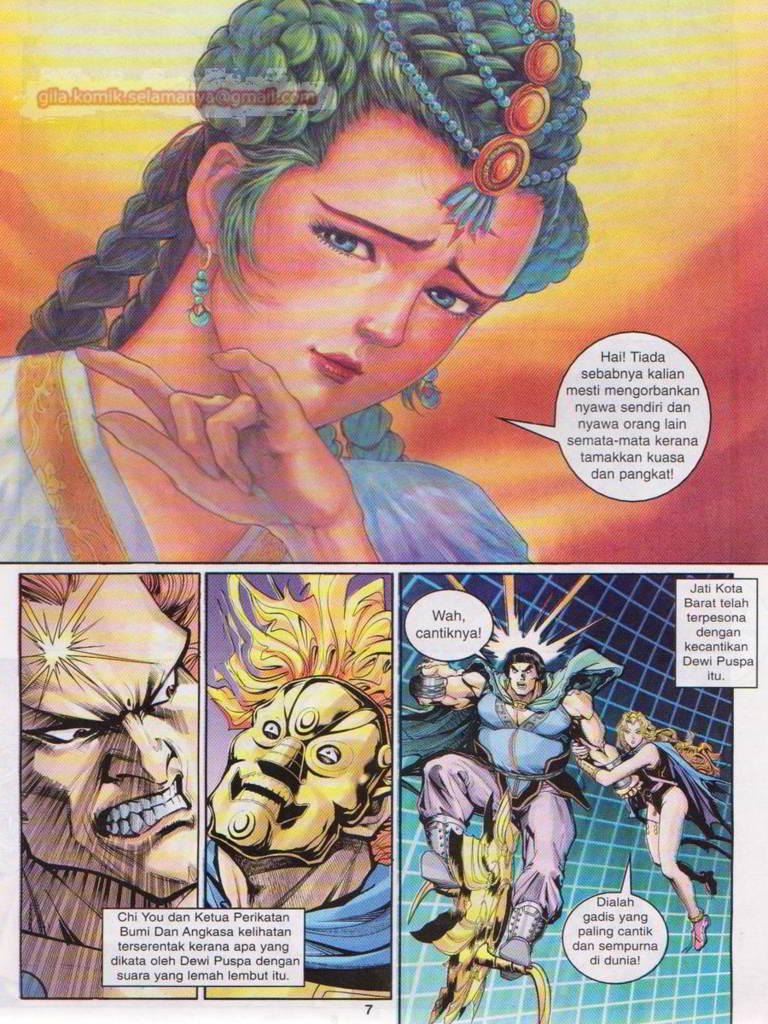 gila.komik.selamanya@gmail.com
Hai! Tiada
sebabnya kalian
mesti mengorbankan
nyawa sendiri dan
nyawa orang lain
semata-mata kerana
tamakkan kuasa
dan pangkat!
Chi You dan Ketua Perikatan
Bumi Dan Angkasa kelihatan
terserentak kerana apa yang
dikata oleh Dewi Puspa dengan
suara yang lemah lembut itu.
Wah,
cantiknya!
Jati Kota
Barat telah
terpesona
dengan
kecantikan
Dewi Puspa
itu.
Dialah
gadis yang
paling cantik
dan sempurna
di dunia!
7